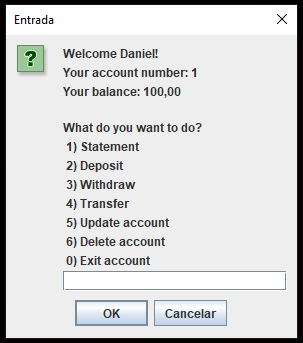 Entrada
Welcome Daniel!
Your account number: 1
Your balance: 100,00
What do you want to do?
1) Statement
2) Deposit
3) Withdraw
4) Transfer
5) Update account
6) Delete account
0) Exit account
OK
Cancelar